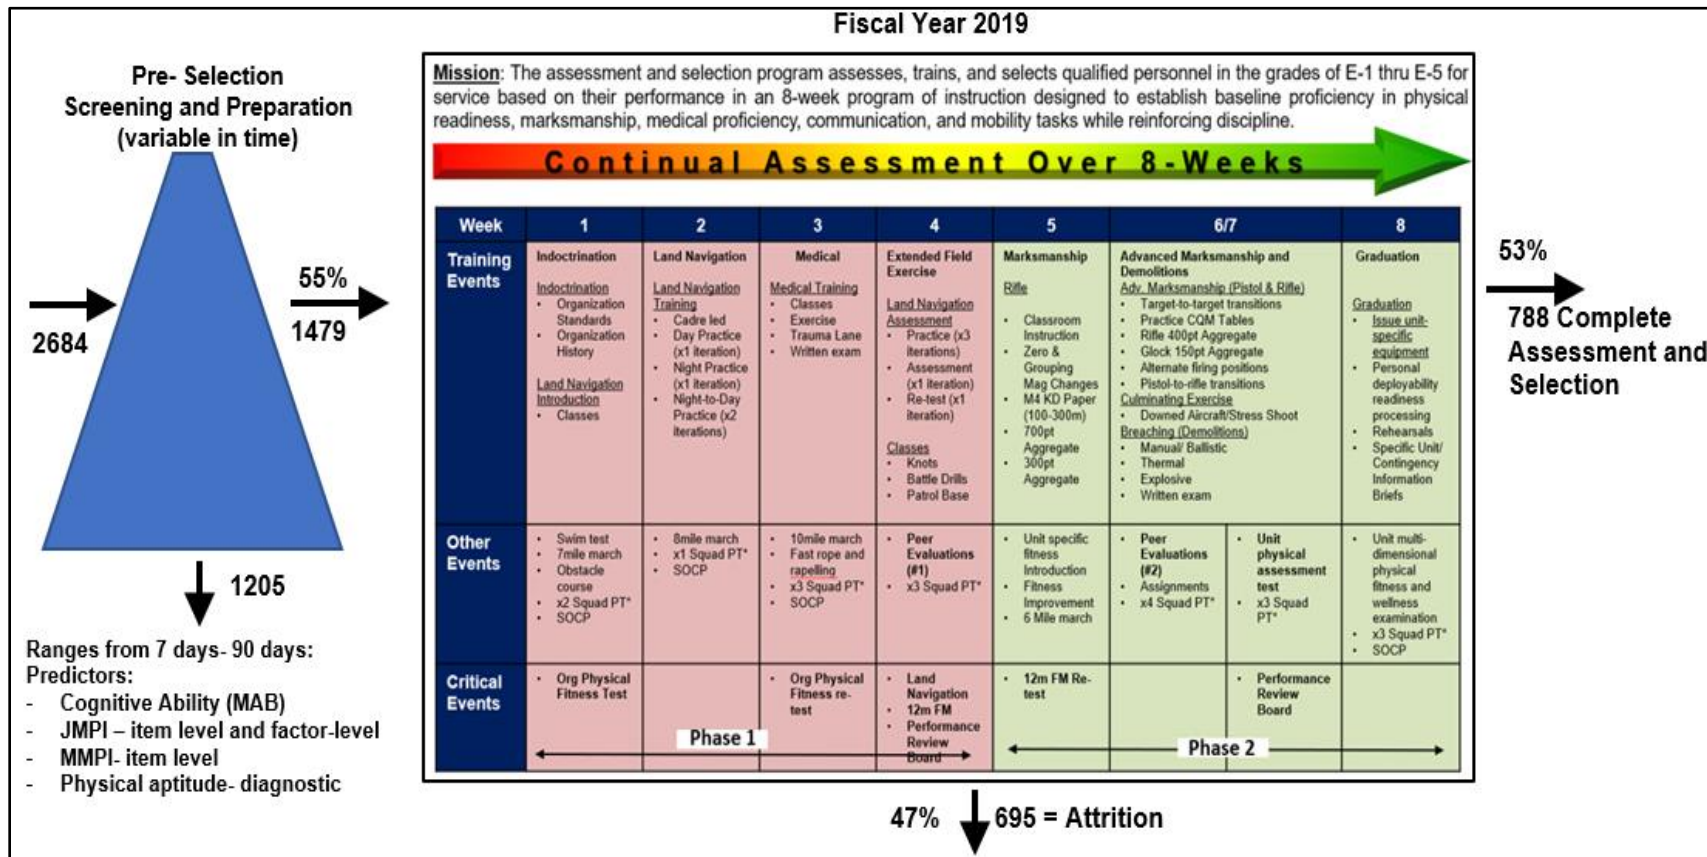 Fiscal Year 2019
Pre- Selection
Screening and Preparation
(variable in time)
2684
55%
1479
1205
Ranges from 7 days- 90 days:
Predictors:
- Cognitive Ability (MAB)
- JMPI – item level and factor-level
- MMPI- item level
- Physical aptitude- diagnostic
Mission: The assessment and selection program assesses, trains, and selects qualified personnel in the grades of E-1 thru E-5 for
service based on their performance in an 8-week program of instruction designed to establish baseline proficiency in physical
readiness, marksmanship, medical proficiency, communication, and mobility tasks while reinforcing discipline.
Continual Assessment Over 8-Weeks
Week
1
2
3
4
5
6/7
8
Training
Events
Indoctrination
Indoctrination
• Organization
Standards
• Organization
History
Land Navigation
Introduction
• Classes
Land Navigation
Land Navigation
Training
• Cadre led
• Day Practice
(x1 iteration)
• Night Practice
(x1 iteration)
• Night-to-Day
Practice (x2
iterations)
Medical
Medical Training
• Classes
• Exercise
• Trauma Lane
• Written exam
Extended Field
Exercise
Land Navigation
Assessment
• Practice (x3
iterations)
• Assessment
(x1 iteration)
• Re-test (x1
iteration)
Classes
• Knots
• Battle Drills
• Patrol Base
Marksmanship
Rifle
• Classroom
Instruction
• Zero &
Grouping
Mag Changes
• M4 KD Paper
(100-300m)
• 700pt
Aggregate
• 300pt
Aggregate
Advanced Marksmanship and
Demolitions
Adv. Marksmanship (Pistol & Rifle)
• Target-to-target transitions
• Practice CQM Tables
• Rifle 400pt Aggregate
• Glock 150pt Aggregate
• Alternate firing positions
• Pistol-to-rifle transitions
Culminating Exercise
• Downed Aircraft/Stress Shoot
Breaching (Demolitions)
• Manual/ Ballistic
• Thermal
• Explosive
• Written exam
Graduation
Graduation
• Issue unit-
specific
equipment
• Personal
deployability
readiness
processing
• Rehearsals
• Specific Unit/
Contingency
Information
Briefs
Other
Events
• Swim test
• 7mile march
• Obstacle
course
• x2 Squad PT*
• SOCP
• 8mile march
• x1 Squad PT*
• SOCP
• 10mile march
• Fast rope and
rapelling
• x3 Squad PT*
• SOCP
• Peer
Evaluations
(#1)
• x3 Squad PT*
• Unit specific
fitness
Introduction
• Fitness
Improvement
• 6 Mile march
• Peer
Evaluations
(#2)
• Assignments
• x4 Squad PT*
• Unit
physical
assessment
test
• x3 Squad
PT*
• Unit multi-
dimensional
physical
fitness and
wellness
examination
• x3 Squad PT*
• SOCP
Critical
Events
• Org Physical
Fitness Test
• Org Physical
Fitness re-
test
• Land
Navigation
• 12m FM
• Performance
Review
Board
• 12m FM Re-
test
• Performance
Review
Board
Phase 1
Phase 2
53%
788 Complete
Assessment and
Selection
47%
695 = Attrition